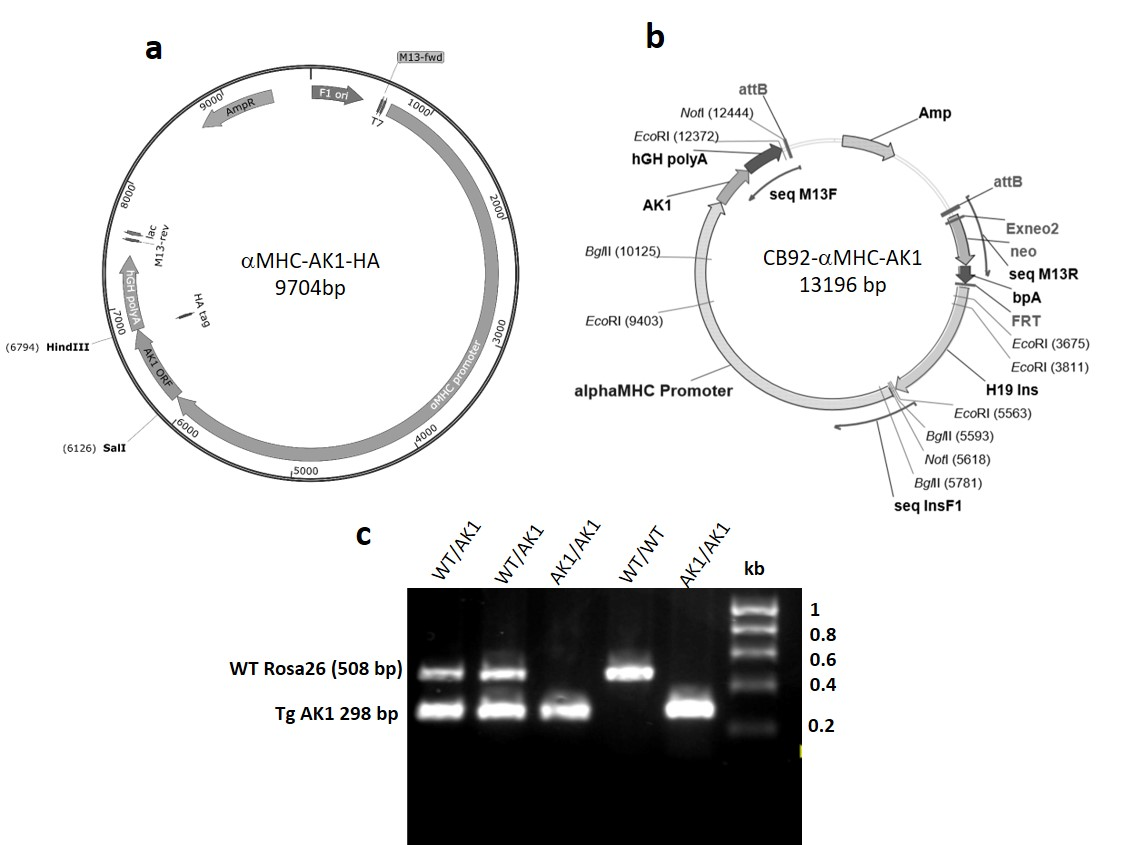 a
M13-fwd
F1 ori
T7
1000
2000
3000
4000
5000
6000
7000
8000
9000
AmpR
αMHC promoter
lac
M13-rev
hGH polyA
HA tag
AK1 ORF
(6794) HindIII
(6126) SalI
αMHC-AK1-HA
9704bp
b
attB
NotI (12444)
EcoRI (12372)
hGH polyA
AK1
seq M13F
BglII (10125)
EcoRI (9403)
alphaMHC Promoter
Amp
attB
Exneo2
neo
seq M13R
bpA
FRT
EcoRI (3675)
EcoRI (3811)
H19 Ins
EcoRI (5563)
BglII (5593)
NotI (5618)
BglII (5781)
seq InsF1
CB92-αMHC-AK1
13196 bp
c
WT/AK1
WT/AK1
AK1/AK1
WT/WT
AK1/AK1
kb
1
0.8
0.6
0.4
0.2
WT Rosa26 (508 bp)
Tg AK1 298 bp